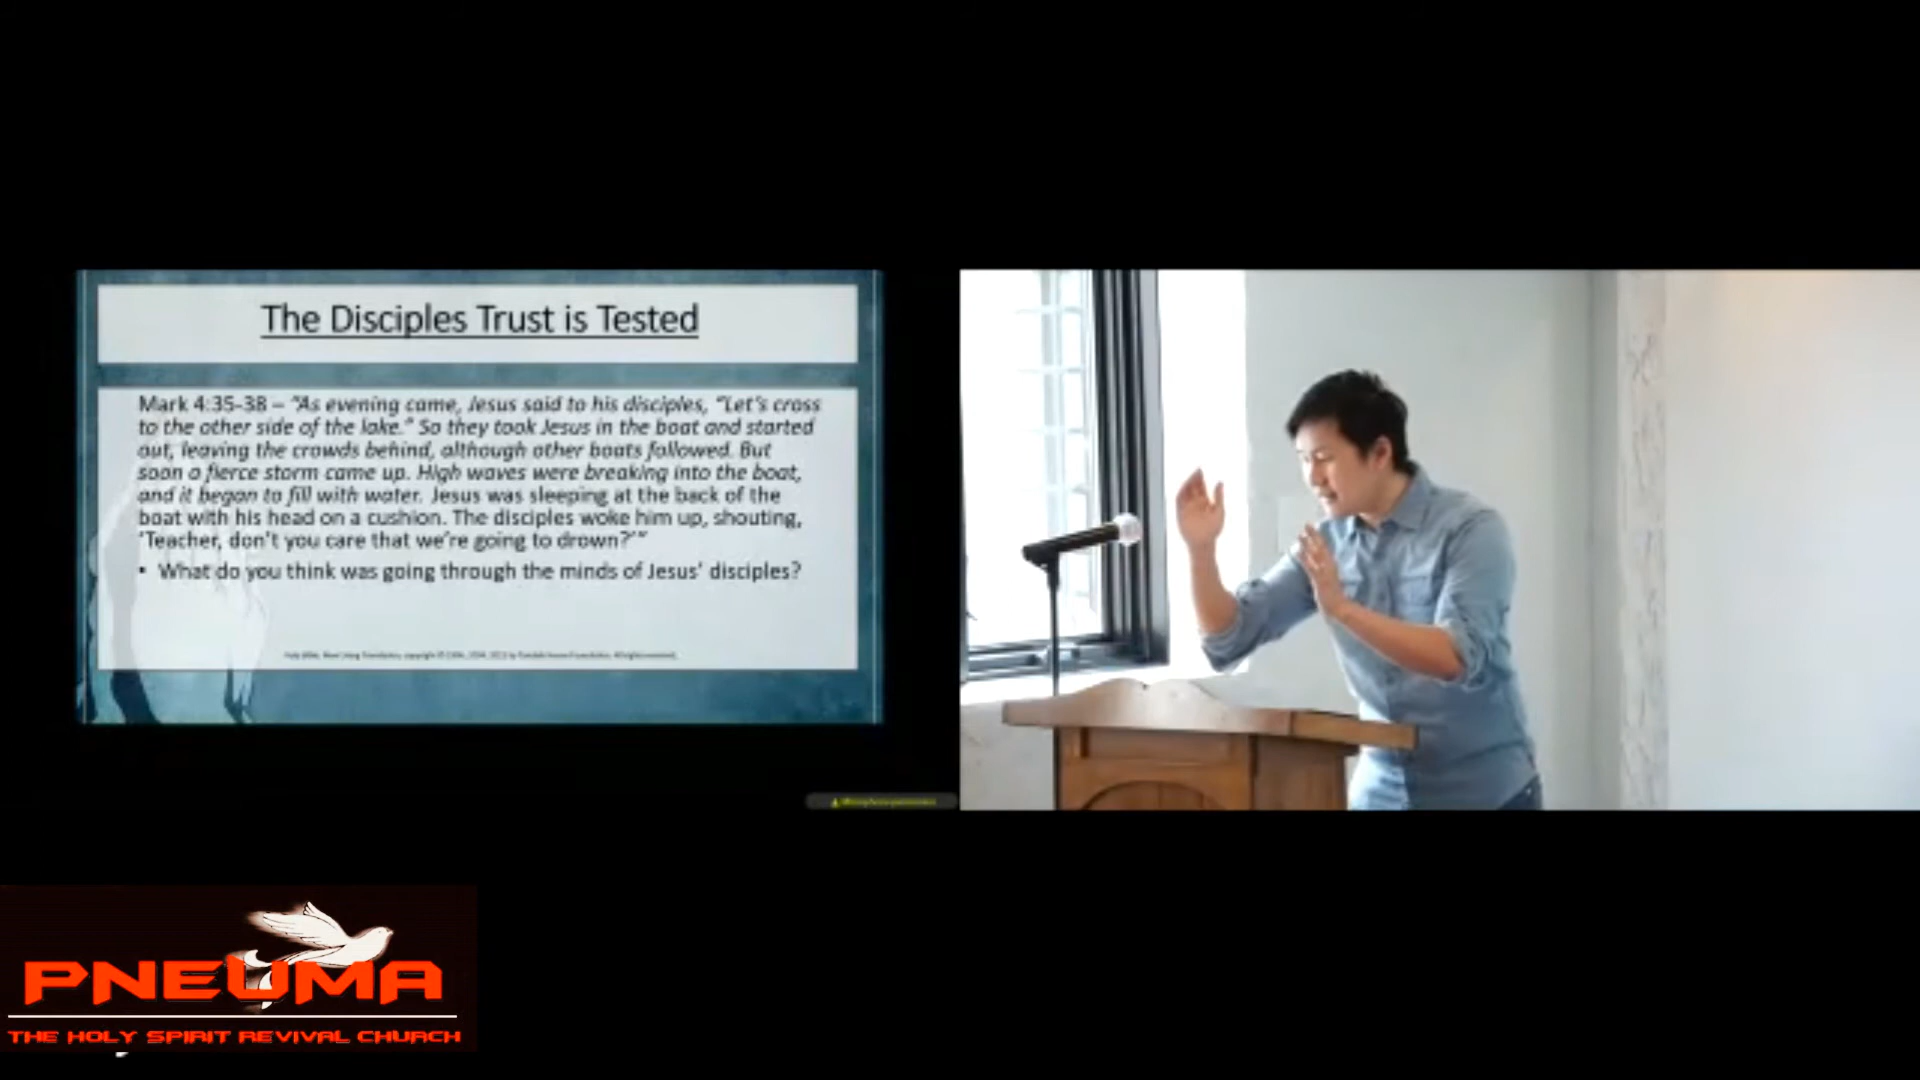 The Disciples Trust is Tested
Mark 4:35-38 – "As evening came, Jesus said to his disciples, "Let's cross
to the other side of the lake." So they took Jesus in the boat and started
out, leaving the crowds behind, although other boats followed. But
soon a fierce storm came up. High waves were breaking into the boat,
and it began to fill with water. Jesus was sleeping at the back of the
boat with his head on a cushion. The disciples woke him up, shouting,
'Teacher, don't you care that we're going to drown?'"
• What do you think was going through the minds of Jesus' disciples?
PNEUMA
THE HOLY SPIRIT REVIVAL CHURCH